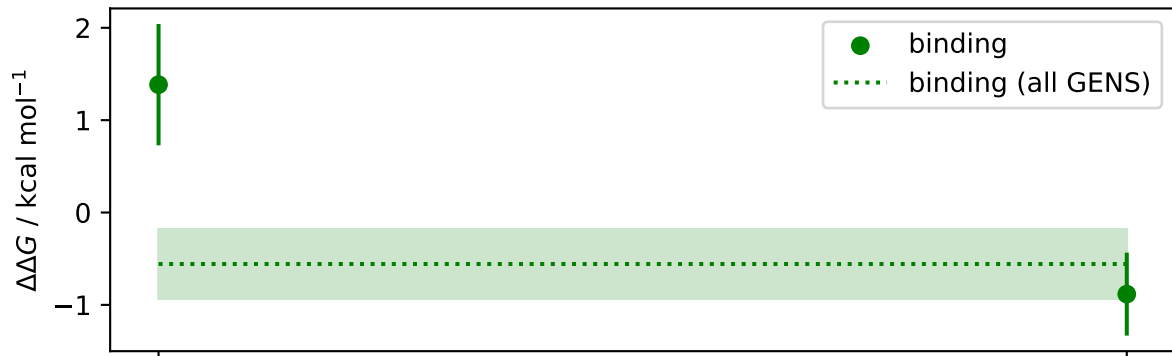 2
1
0
−1
ΔΔG / kcal mol⁻¹
binding
binding (all GENS)